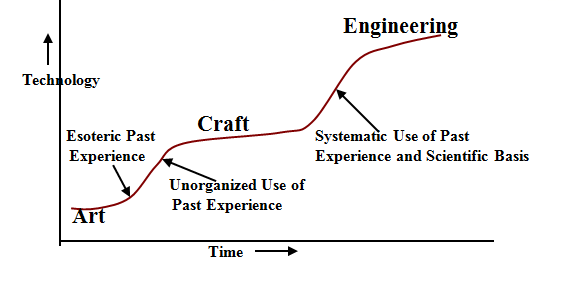 Engineering
Technology
Craft
Esoteric Past
Experience
Systematic Use of Past
Experience and Scientific Basis
Unorganized Use of
Past Experience
Art
Time